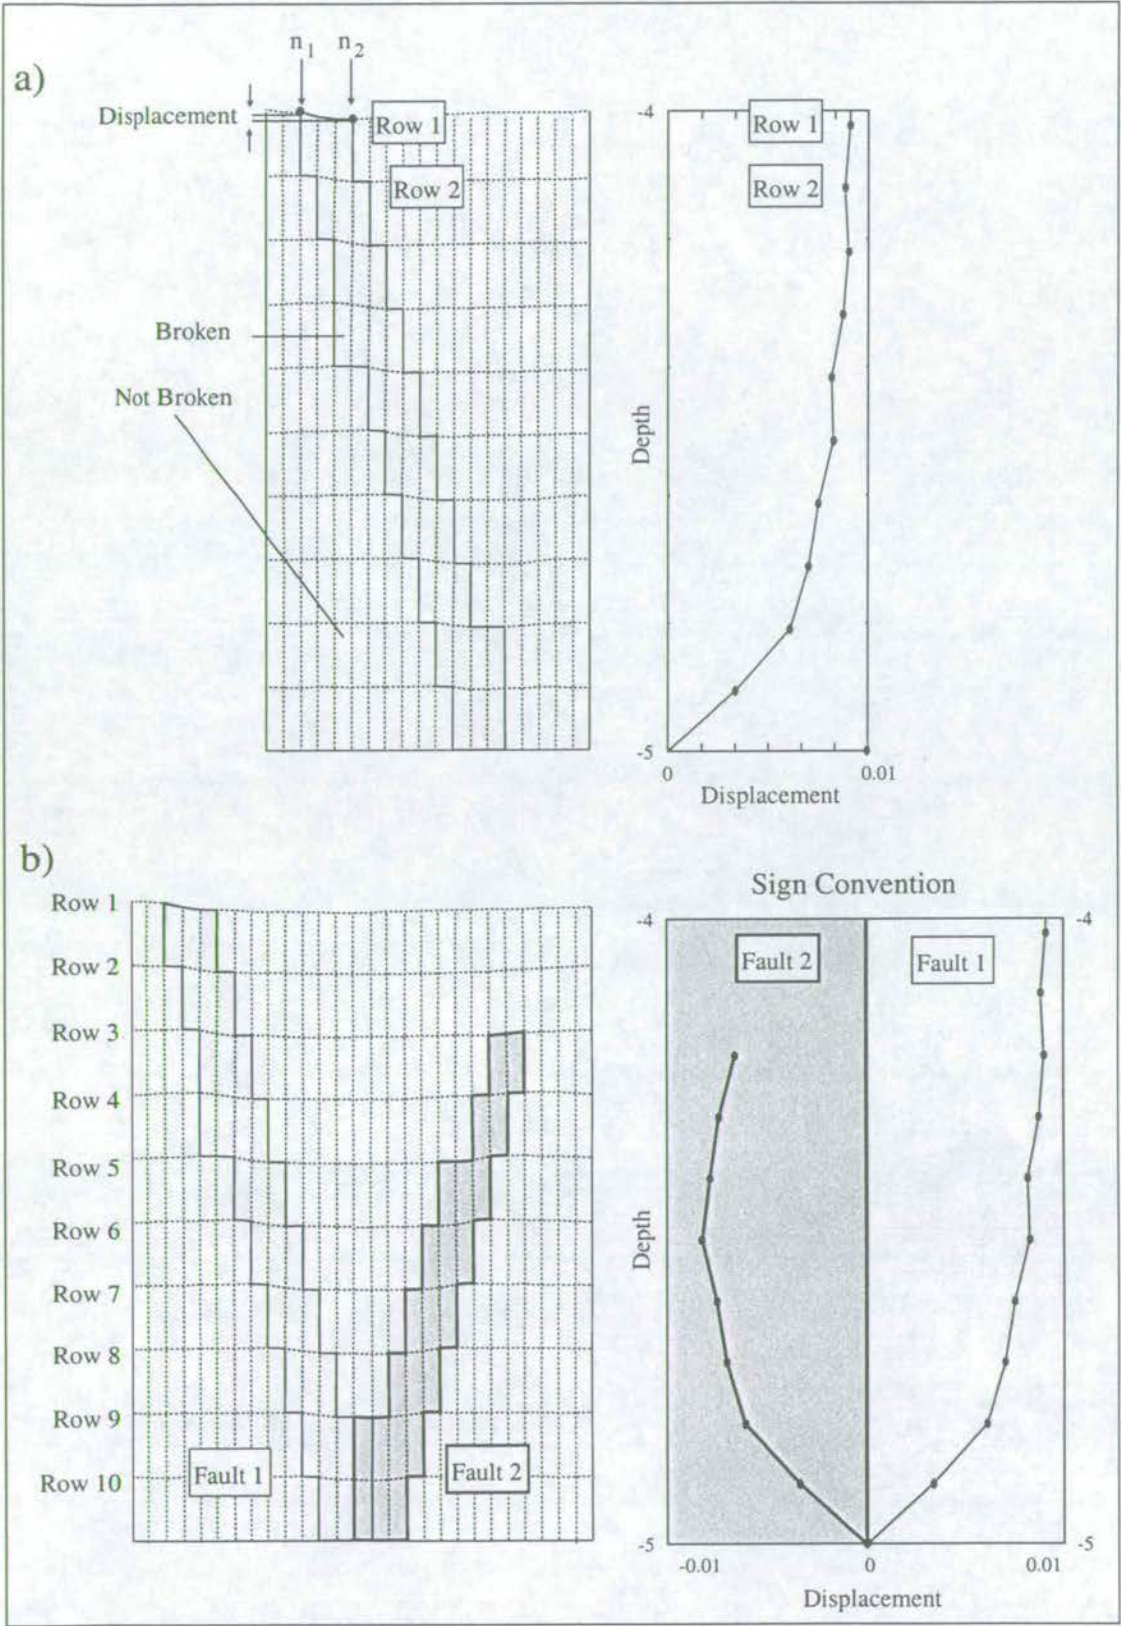 a)
n1 n2
Displacement
Row 1
Row 2
Broken
Not Broken
-4
Row 1
Row 2
Depth
-5
0 0.01
Displacement
b)
Row 1
Row 2
Row 3
Row 4
Row 5
Row 6
Row 7
Row 8
Row 9
Row 10
Fault 1
Fault 2
Sign Convention
-4 -4
Fault 2
Fault 1
Depth
-5 -5
-0.01 0 0.01
Displacement